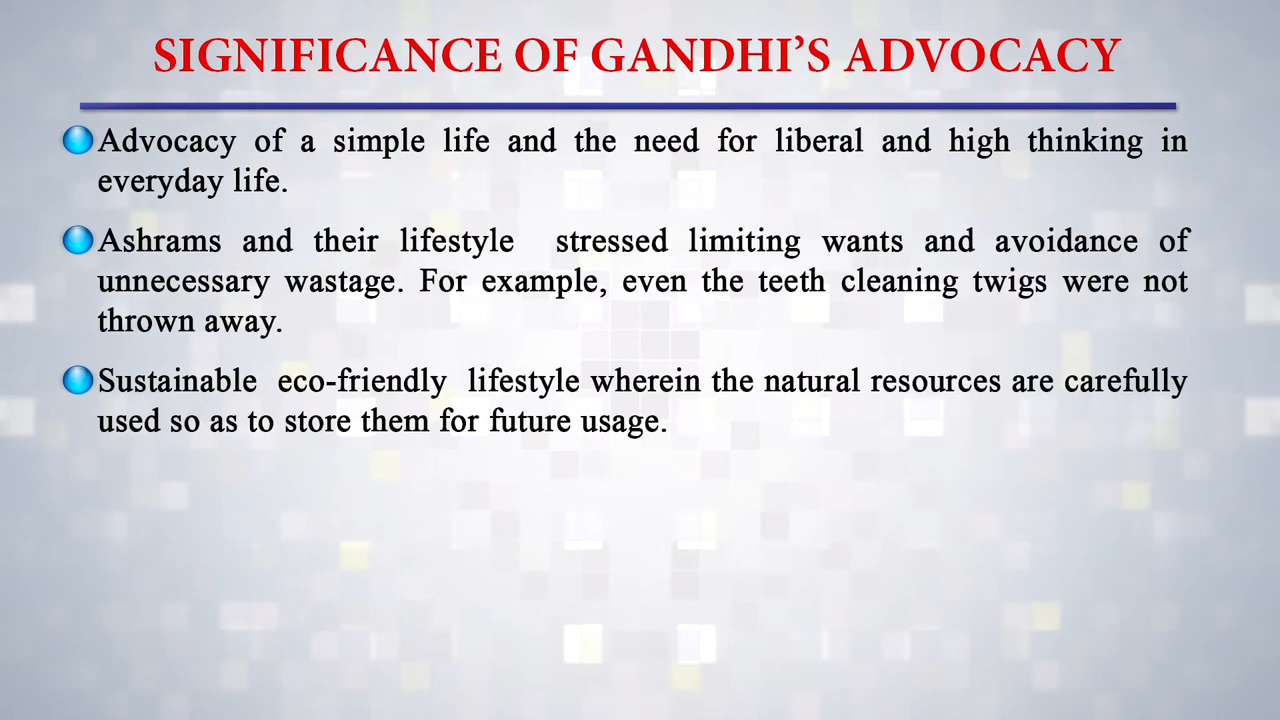 SIGNIFICANCE OF GANDHI’S ADVOCACY
Advocacy of a simple life and the need for liberal and high thinking in
everyday life.
Ashrams and their lifestyle stressed limiting wants and avoidance of
unnecessary wastage. For example, even the teeth cleaning twigs were not
thrown away.
Sustainable eco-friendly lifestyle wherein the natural resources are carefully
used so as to store them for future usage.